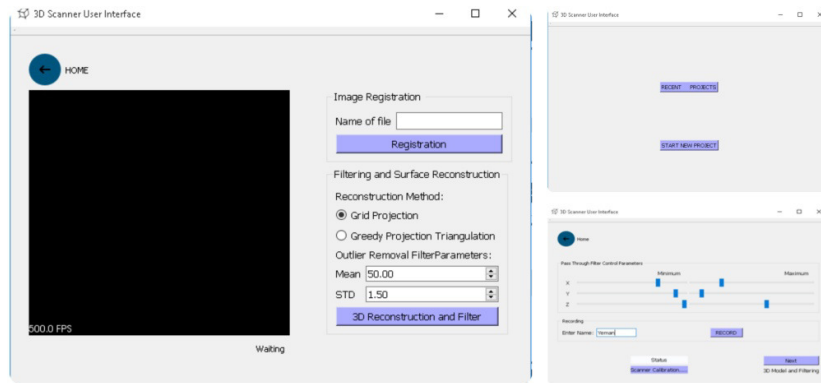 3D Scanner User Interface
HOME
500.0 FPS
Waiting
Image Registration
Name of file
Registration
Filtering and Surface Reconstruction
Reconstruction Method:
Grid Projection
Greedy Projection Triangulation
Outlier Removal FilterParameters:
Mean 50.00
STD 1.50
3D Reconstruction and Filter
3D Scanner User Interface
RECENT PROJECTS
START NEW PROJECT
3D Scanner User Interface
Home
Pass Through Filter Control Parameters
Minimum Maximum
X
Y
Z
Recording
Enter Name: Yaman RECORD
Status Next
Scanner Calibration..... 3D Model and Filtering